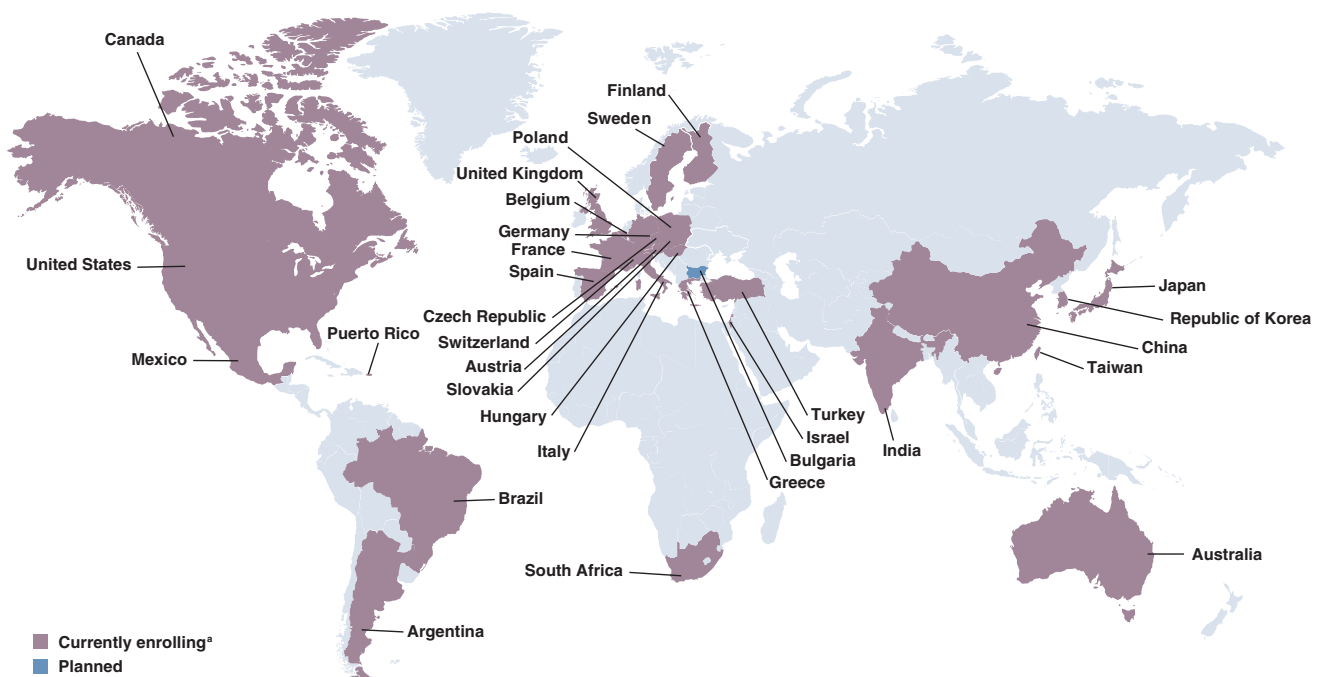 Canada
Finland
Sweden
Poland
United Kingdom
Belgium
Germany
France
Spain
United States
Czech Republic
Switzerland
Austria
Slovakia
Hungary
Italy
Puerto Rico
Mexico
Japan
Republic of Korea
China
Taiwan
India
Turkey
Israel
Bulgaria
Greece
Brazil
South Africa
Australia
Argentina
Currently enrollingᵃ
Planned